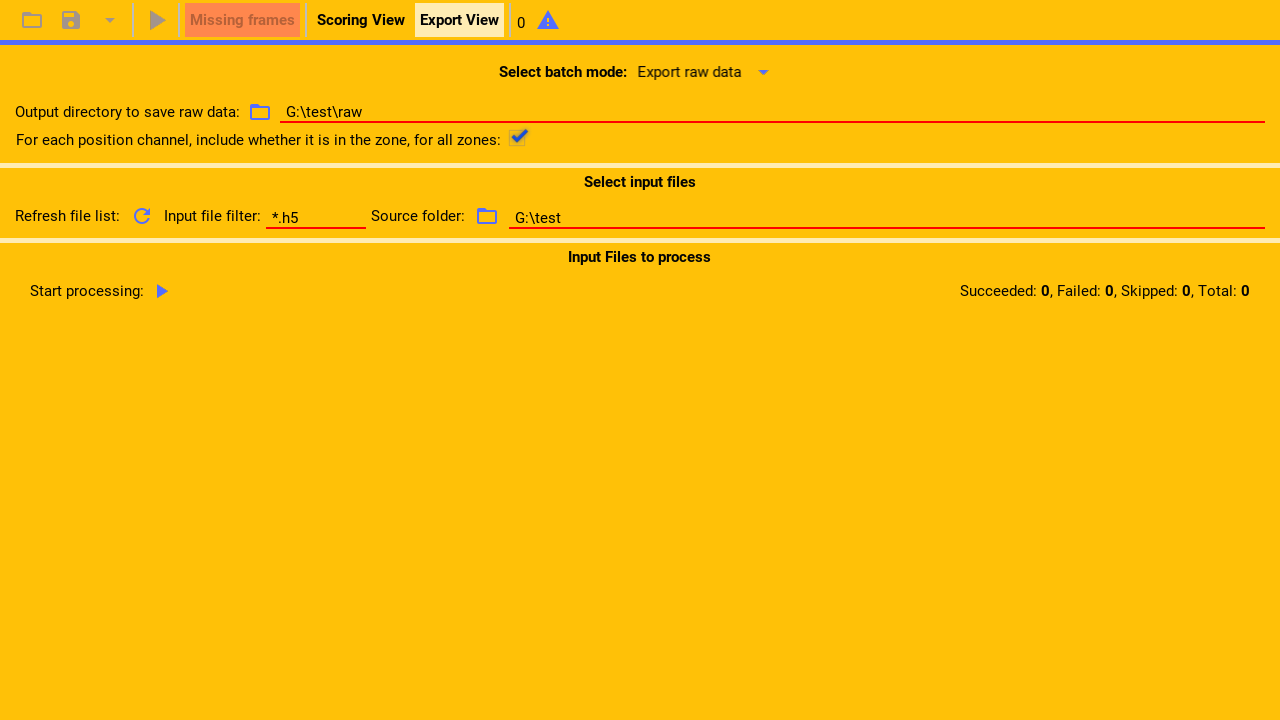 Missing frames Scoring View Export View 0
Select batch mode: Export raw data
Output directory to save raw data: G:\test\raw
For each position channel, include whether it is in the zone, for all zones:
Select input files
Refresh file list: Input file filter: *.h5 Source folder: G:\test
Input Files to process
Start processing: Succeeded: 0, Failed: 0, Skipped: 0, Total: 0